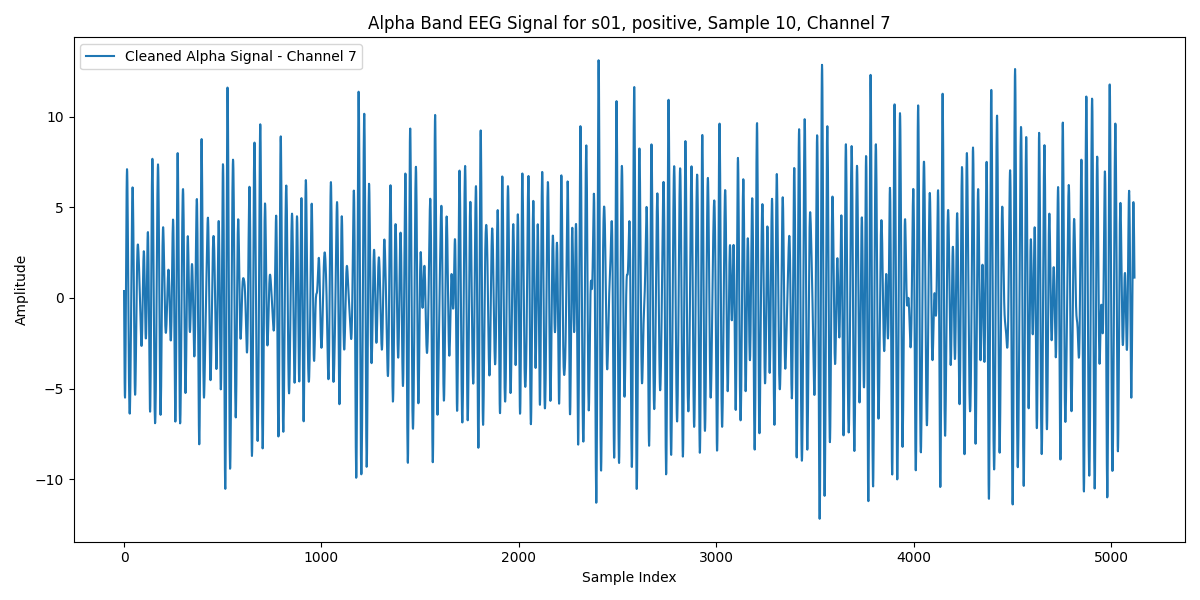 Alpha Band EEG Signal for s01, positive, Sample 10, Channel 7
Cleaned Alpha Signal - Channel 7
Amplitude
10
5
0
−5
−10
0 1000 2000 3000 4000 5000
Sample Index